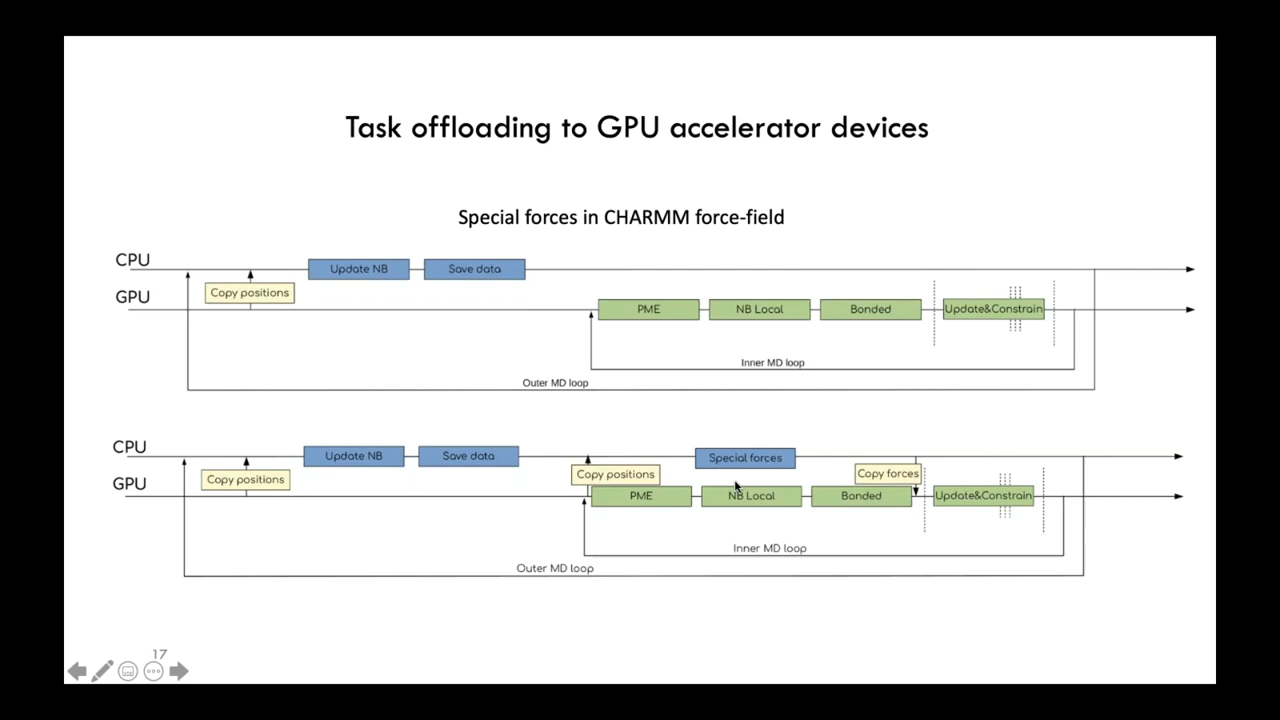 Task offloading to GPU accelerator devices
Special forces in CHARMM force-field
CPU
Update NB
Save data
Copy positions
GPU
PME
NB Local
Bonded
Update&Constrain
Inner MD loop
Outer MD loop
CPU
Update NB
Save data
Special forces
Copy positions
Copy positions
Copy forces
GPU
PME
NB Local
Bonded
Update&Constrain
Inner MD loop
Outer MD loop
17